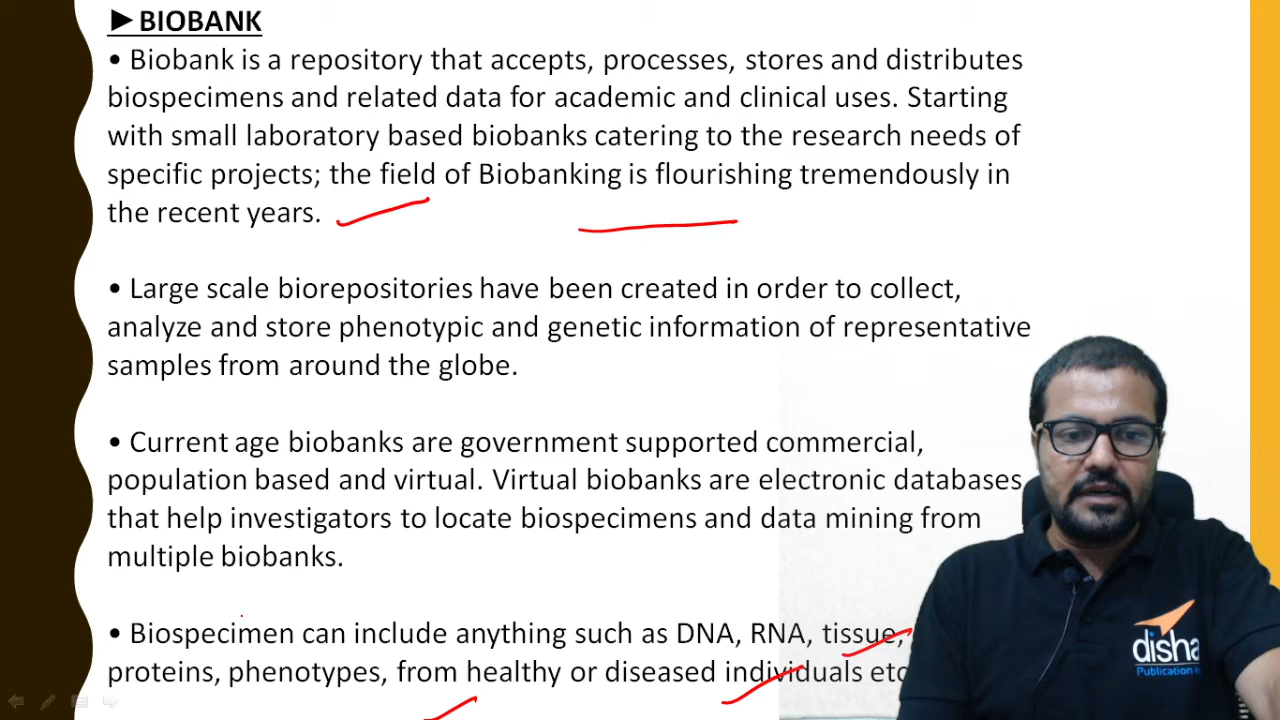 ►BIOBANK
• Biobank is a repository that accepts, processes, stores and distributes
biospecimens and related data for academic and clinical uses. Starting
with small laboratory based biobanks catering to the research needs of
specific projects; the field of Biobanking is flourishing tremendously in
the recent years.
• Large scale biorepositories have been created in order to collect,
analyze and store phenotypic and genetic information of representative
samples from around the globe.
• Current age biobanks are government supported commercial,
population based and virtual. Virtual biobanks are electronic databases
that help investigators to locate biospecimens and data mining from
multiple biobanks.
• Biospecimen can include anything such as DNA, RNA, tissue,
proteins, phenotypes, from healthy or diseased individuals etc
disha
Publication